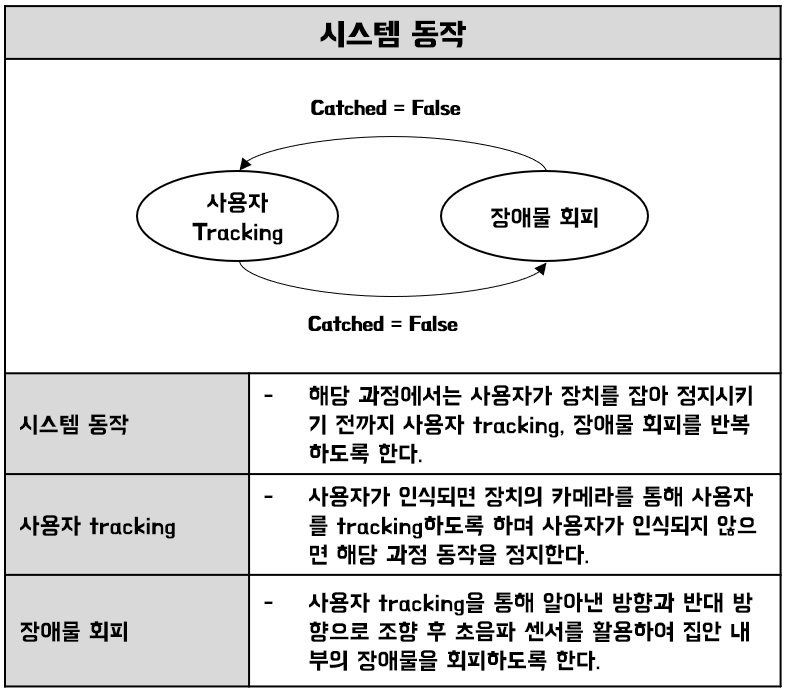 시스템 동작
Catched = False
사용자
Tracking
장애물 회피
Catched = False
시스템 동작
- 해당 과정에서는 사용자가 장치를 잡아 정지시키
기 전까지 사용자 tracking, 장애물 회피를 반복
하도록 한다.
사용자 tracking
- 사용자가 인식되면 장치의 카메라를 통해 사용자
를 tracking하도록 하며 사용자가 인식되지 않으
면 해당 과정 동작을 정지한다.
장애물 회피
- 사용자 tracking을 통해 알아낸 방향과 반대 방
향으로 조향 후 초음파 센서를 활용하여 집안 내
부의 장애물을 회피하도록 한다.